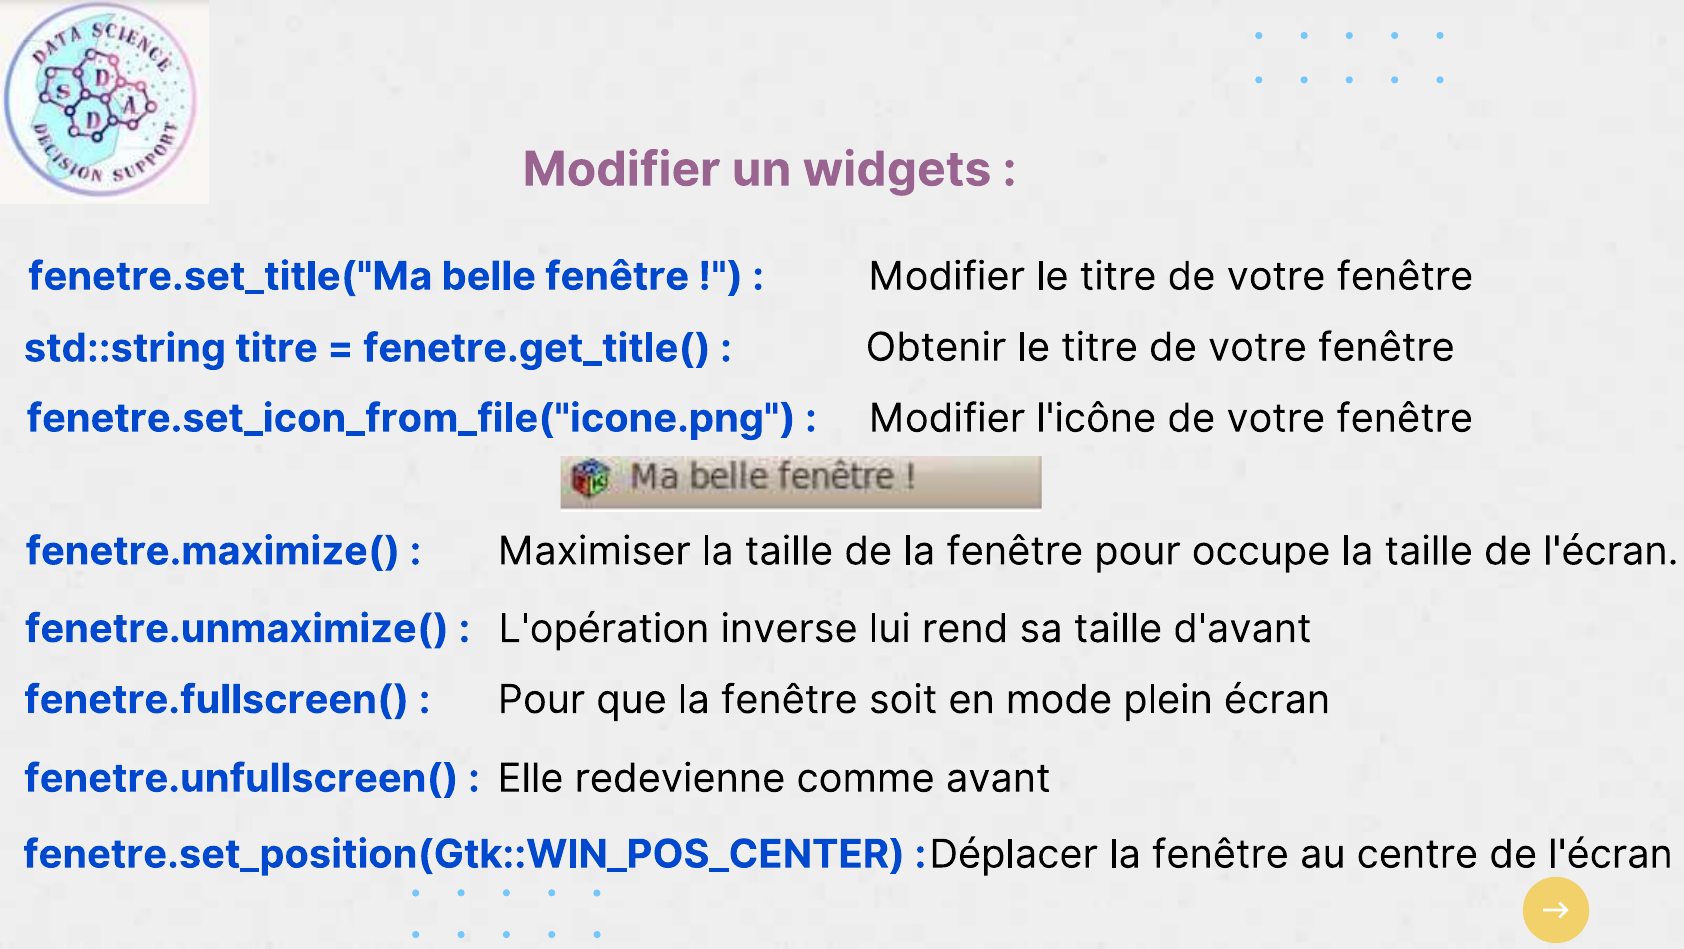 DATA SCIENCE
S D D A
DECISION SUPPORT
Modifier un widgets :
fenetre.set_title("Ma belle fenêtre !") : Modifier le titre de votre fenêtre
std::string titre = fenetre.get_title() : Obtenir le titre de votre fenêtre
fenetre.set_icon_from_file("icone.png") : Modifier l'icône de votre fenêtre
Ma belle fenêtre !
fenetre.maximize() : Maximiser la taille de la fenêtre pour occupe la taille de l'écran.
fenetre.unmaximize() : L'opération inverse lui rend sa taille d'avant
fenetre.fullscreen() : Pour que la fenêtre soit en mode plein écran
fenetre.unfullscreen() : Elle redevienne comme avant
fenetre.set_position(Gtk::WIN_POS_CENTER) : Déplacer la fenêtre au centre de l'écran